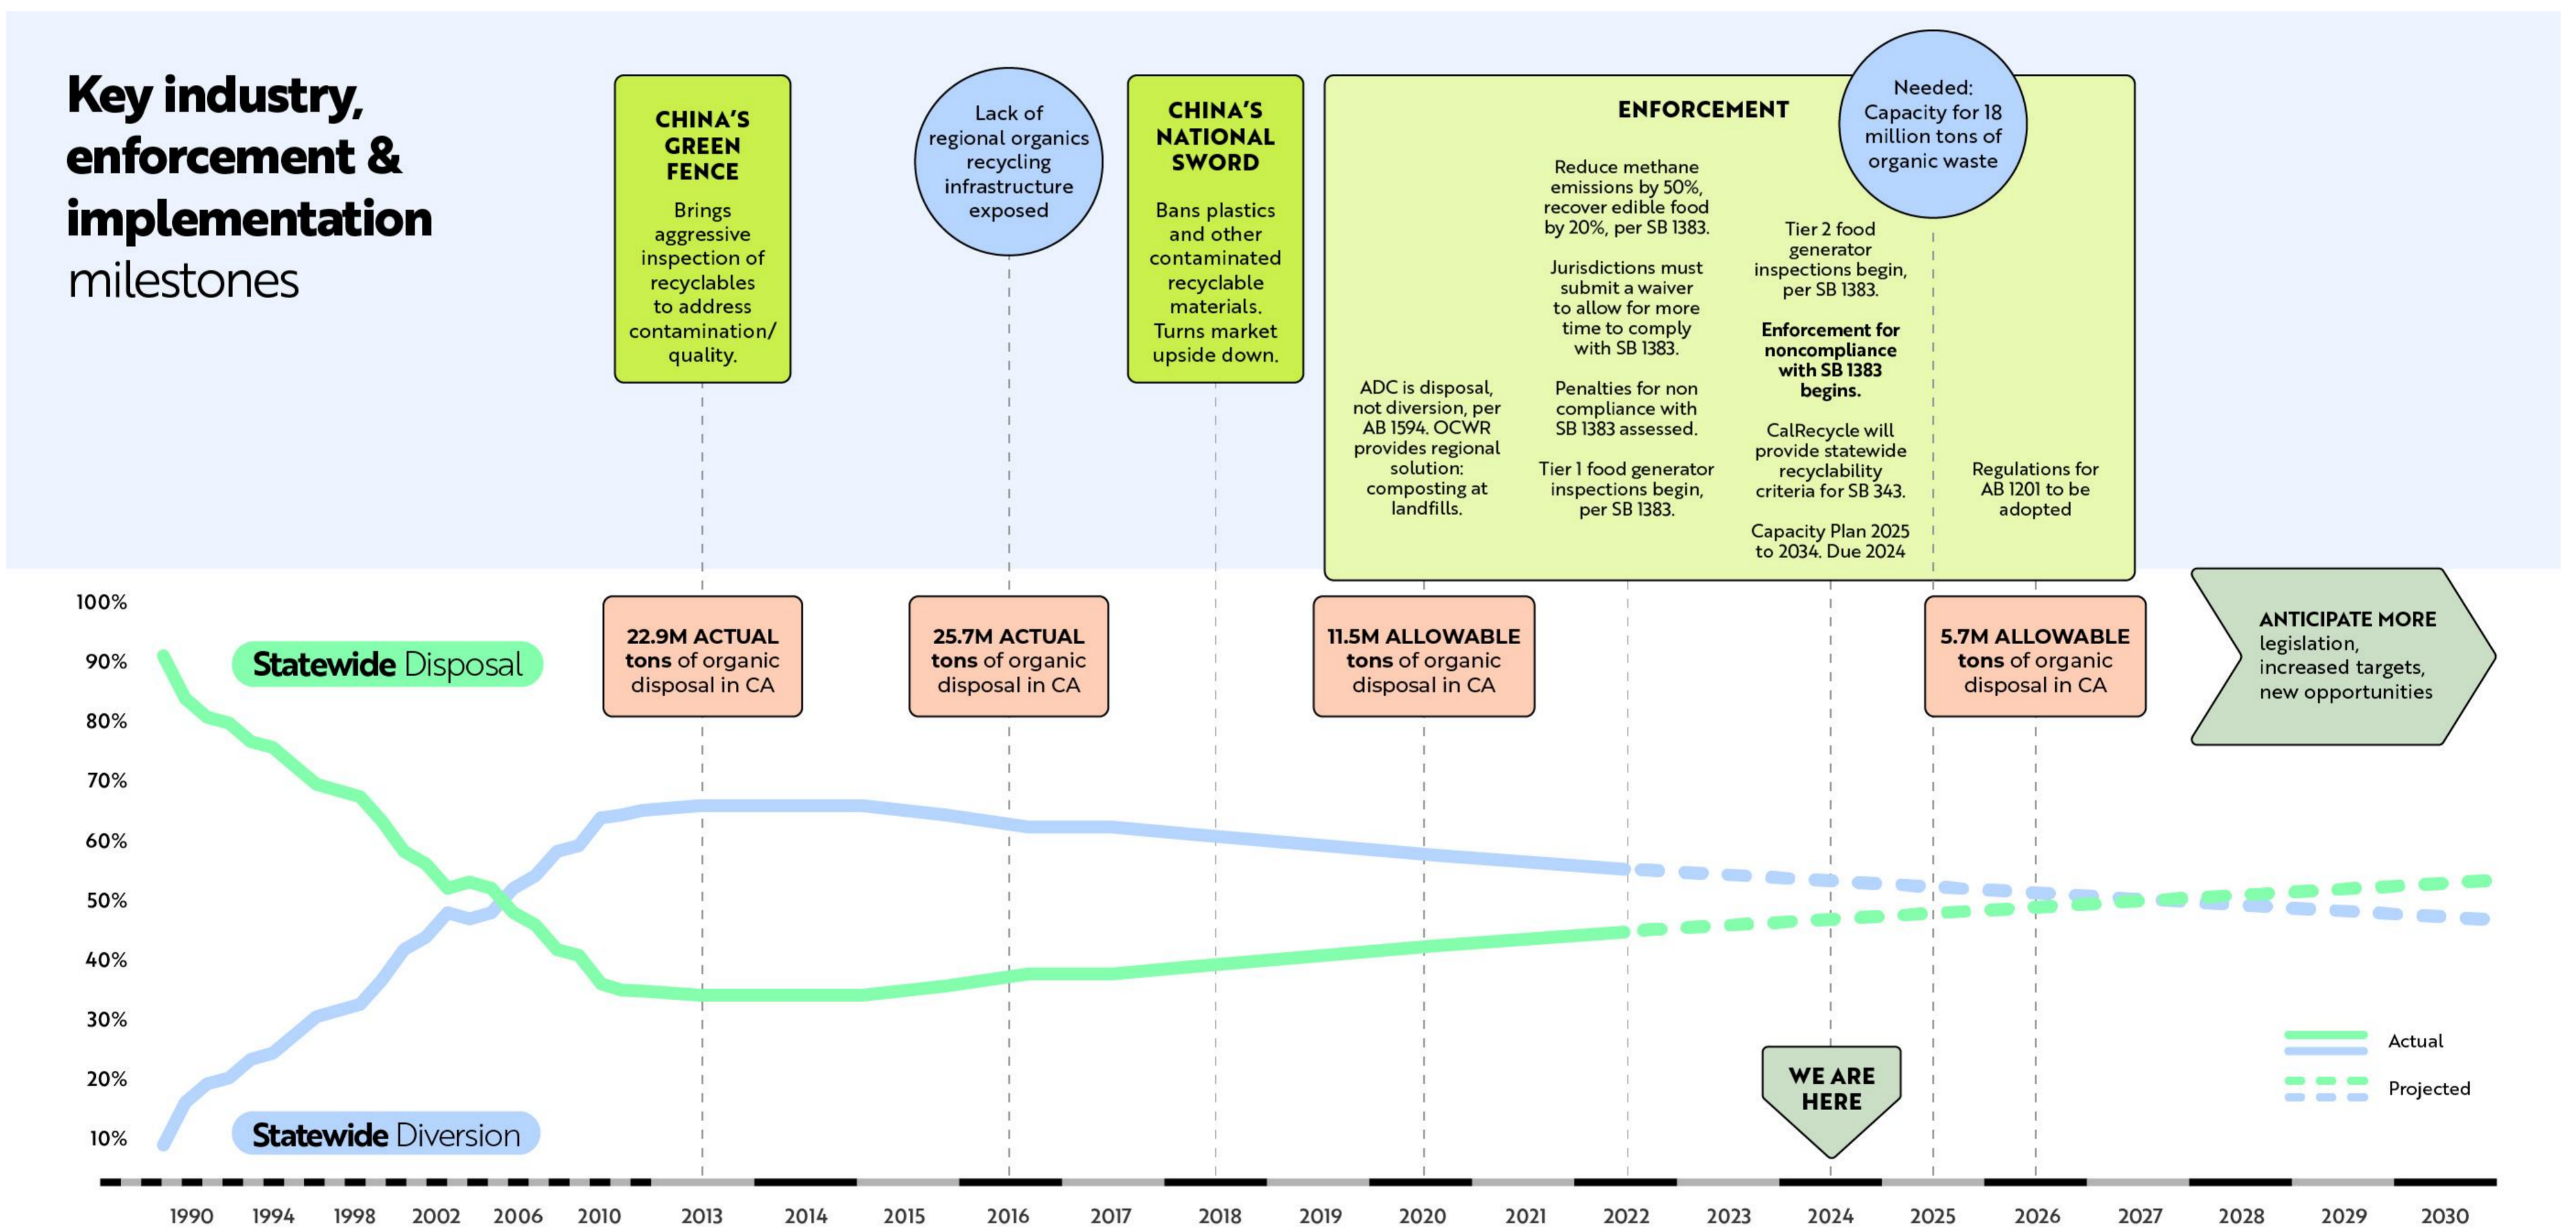 Key industry,
enforcement &
implementation
milestones
CHINA'S
GREEN
FENCE
Brings
aggressive
inspection of
recyclables
to address
contamination/
quality.
Lack of
regional organics
recycling
infrastructure
exposed
CHINA'S
NATIONAL
SWORD
Bans plastics
and other
contaminated
recyclable
materials.
Turns market
upside down.
ENFORCEMENT
ADC is disposal,
not diversion, per
AB 1594. OCWR
provides regional
solution:
composting at
landfills.
Reduce methane
emissions by 50%,
recover edible food
by 20%, per SB 1383.
Jurisdictions must
submit a waiver
to allow for more
time to comply
with SB 1383.
Penalties for non
compliance with
SB 1383 assessed.
Tier 1 food generator
inspections begin,
per SB 1383.
Needed:
Capacity for 18
million tons of
organic waste
Tier 2 food
generator
inspections begin,
per SB 1383.
Enforcement for
noncompliance
with SB 1383
begins.
CalRecycle will
provide statewide
recyclability
criteria for SB 343.
Capacity Plan 2025
to 2034. Due 2024
Regulations for
AB 1201 to be
adopted
22.9M ACTUAL
tons of organic
disposal in CA
25.7M ACTUAL
tons of organic
disposal in CA
11.5M ALLOWABLE
tons of organic
disposal in CA
5.7M ALLOWABLE
tons of organic
disposal in CA
ANTICIPATE MORE
legislation,
increased targets,
new opportunities
100%
90%
80%
70%
60%
50%
40%
30%
20%
10%
Statewide Disposal
Statewide Diversion
WE ARE
HERE
Actual
Projected
1990 1994 1998 2002 2006 2010 2013 2014 2015 2016 2017 2018 2019 2020 2021 2022 2023 2024 2025 2026 2027 2028 2029 2030